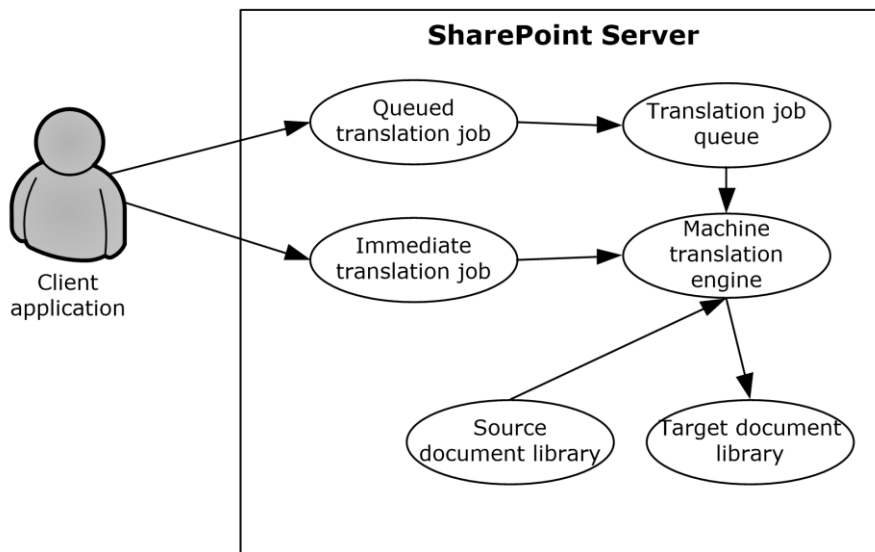 SharePoint Server
Queued
translation job
Translation job
queue
Client
application
Immediate
translation job
Machine
translation
engine
Source
document library
Target document
library